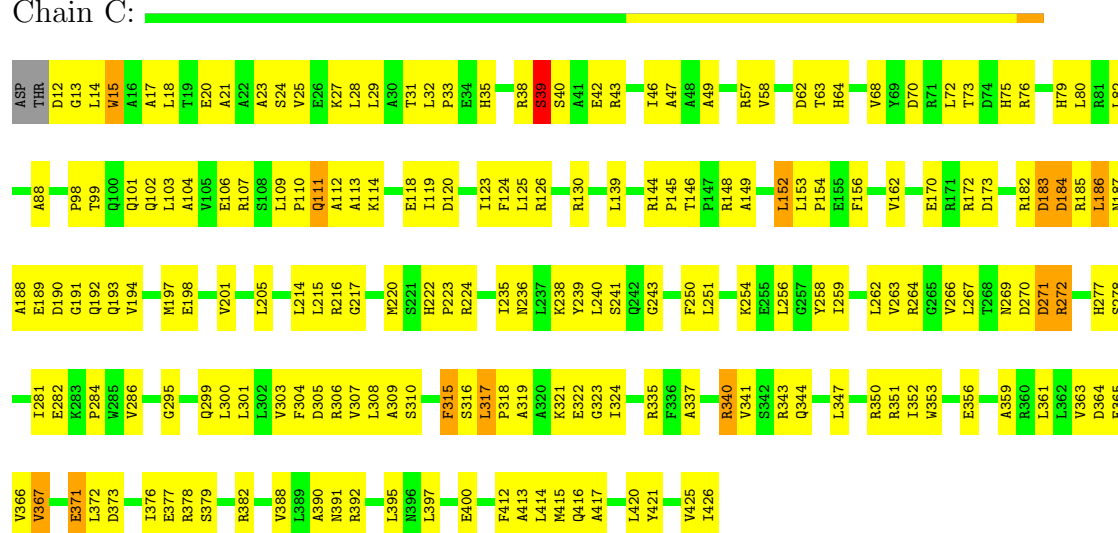 Chain C:
ASP THR D12 G13 L14 W15 A16 A17 L18 T19 E20 A21 A22 A23 S24 V25 E26 K27 L28 L29 A30 T31 L32 P33 E34 H35 R38 S39 S40 A41 E42 R43 I46 A47 A48 A49 R57 V58 D62 T63 H64 V68 Y69 D70 R71 L72 T73 D74 H75 R76 H79 L80 R81 L82
A88 P98 T99 Q100 Q101 Q102 L103 A104 V105 E106 R107 S108 L109 P110 Q111 A112 A113 K114 E118 I119 D120 I123 F124 L125 R126 R130 L139 R144 P145 T146 P147 R148 A149 L152 L153 P154 E155 F156 V162 E170 R171 R172 D173 R182 D183 D184 R185 L186 N187
A188 E189 D190 G191 Q192 Q193 V194 M197 E198 V201 L205 L214 L215 R216 G217 M220 S221 H222 P223 R224 I235 N236 L237 K238 Y239 L240 S241 Q242 G243 F250 L251 K254 E255 L256 G257 Y258 I259 L262 V263 R264 G265 V266 L267 T268 N269 D270 D271 R272 H277 S278
I281 E282 K283 P284 W285 V286 G295 Q299 L300 L301 L302 V303 F304 D305 R306 V307 L308 A309 S310 F315 S316 L317 P318 A319 A320 K321 E322 G323 I324 R335 F336 A337 R340 V341 S342 R343 Q344 L347 R350 R351 I352 W353 E356 A359 R360 L361 L362 V363 D364 E365
V366 V367 E371 L372 D373 I376 E377 R378 S379 R382 V388 L389 A390 N391 R392 L395 N396 L397 E400 F412 A413 L414 M415 Q416 A417 L420 Y421 V425 I426